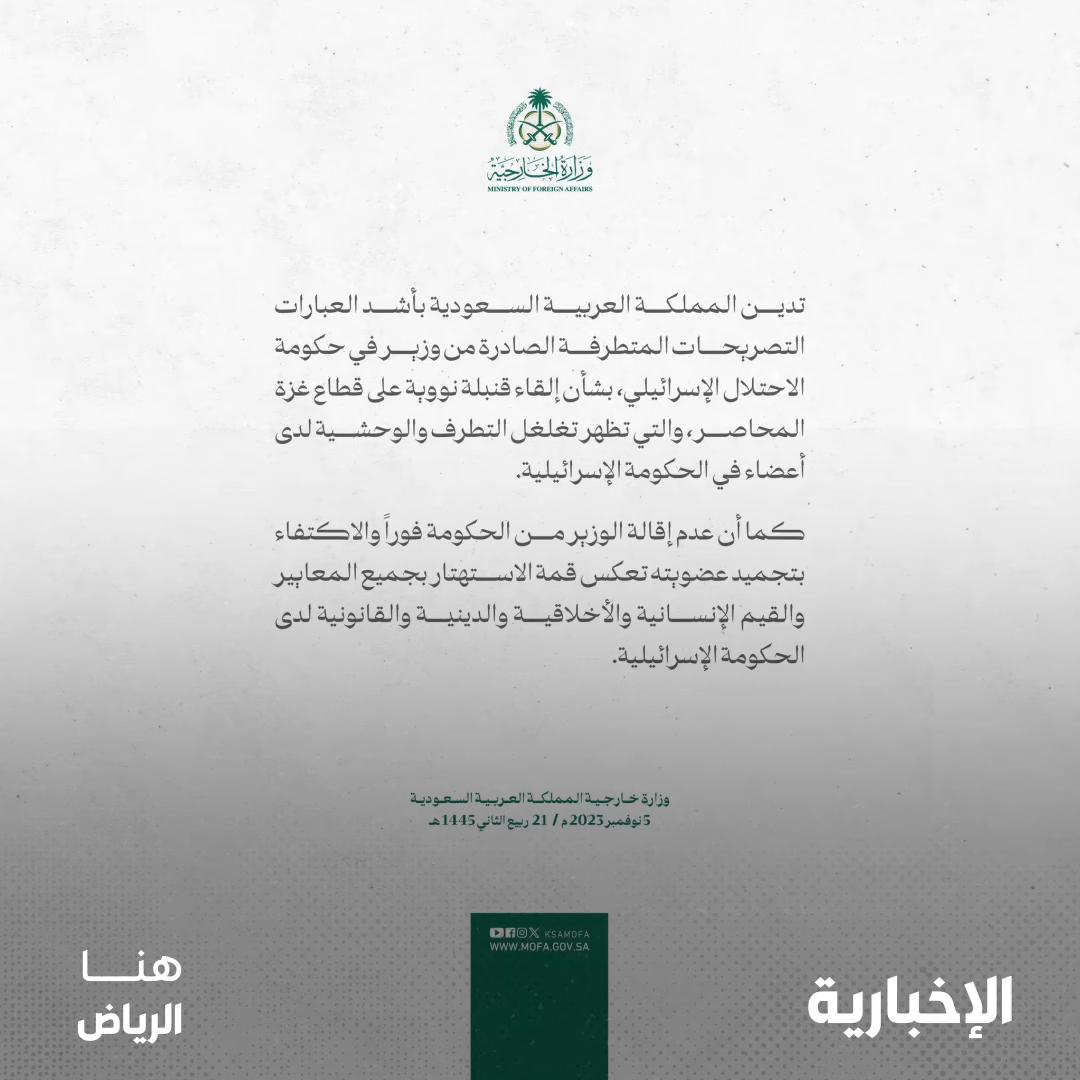 وزارة الخارجية
MINISTRY OF FOREIGN AFFAIRS
تدين المملكة العربية السعودية بأشد العبارات
التصريحات المتطرفة الصادرة من وزير في حكومة
الاحتلال الإسرائيلي، بشأن إلقاء قنبلة نووية على قطاع غزة
المحاصر، والتي تظهر تغلغل التطرف والوحشية لدى
أعضاء في الحكومة الإسرائيلية.
كما أن عدم إقالة الوزير من الحكومة فوراً والاكتفاء
بتجميد عضويته تعكس قمة الاستهتار بجميع المعايير
والقيم الإنسانية والأخلاقية والدينية والقانونية لدى
الحكومة الإسرائيلية.
وزارة خارجية المملكة العربية السعودية
5 نوفمبر 2023 م / 21 ربيع الثاني 1445 هـ
KSAMOFA
WWW.MOFA.GOV.SA
الإخبارية
هنا
الرياض